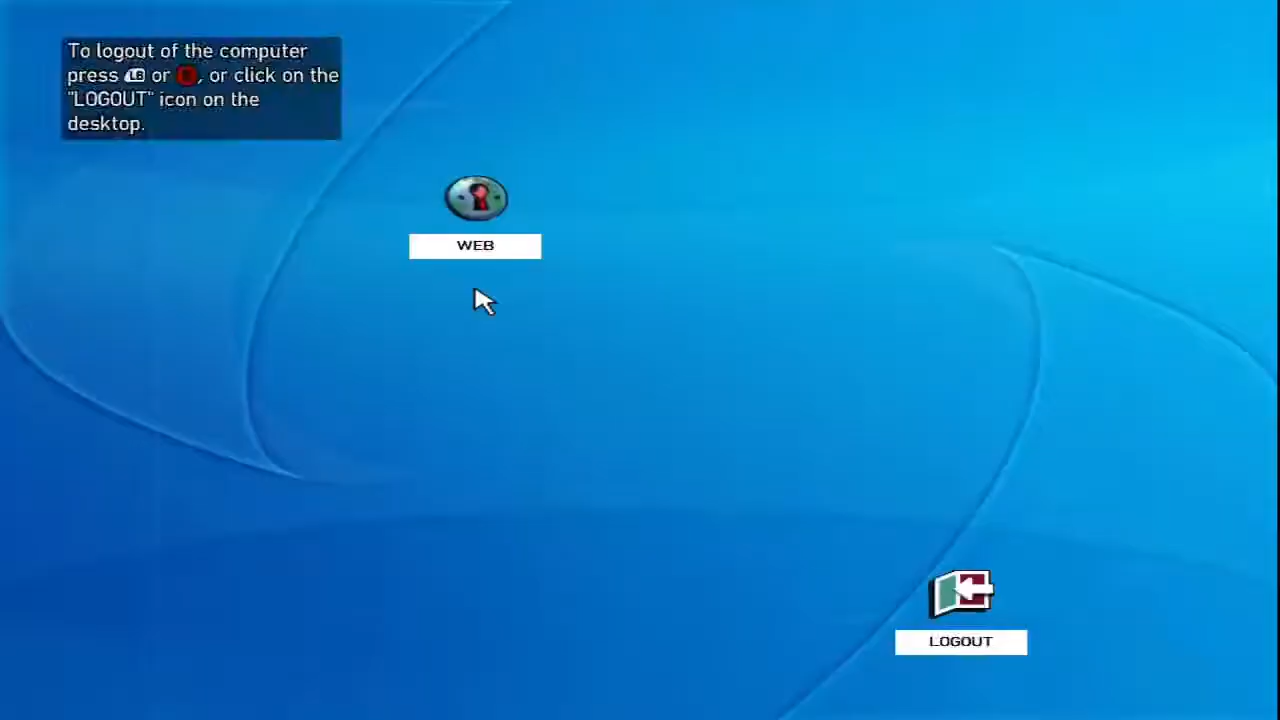 To logout of the computer
press LB or B, or click on the
"LOGOUT" icon on the
desktop.
WEB
LOGOUT